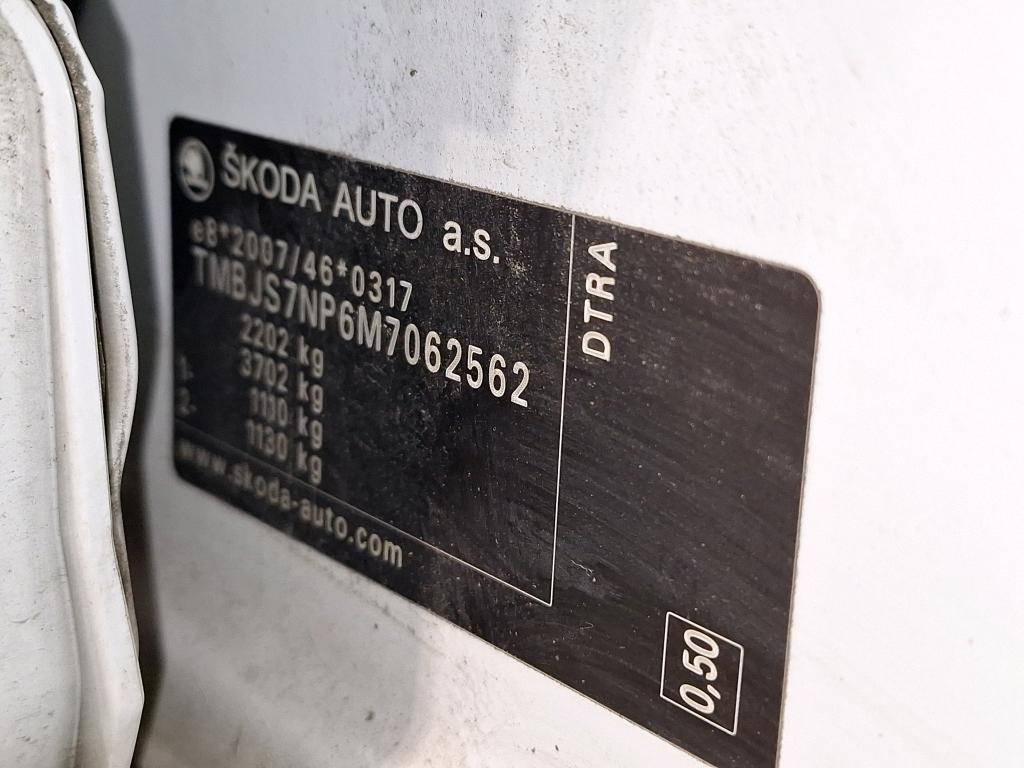 ŠKODA AUTO a.s.
e8*2007/46*0317
TMBJS7NP6M7062562
2202 kg
3702 kg
1- 1110 kg
2- 1130 kg
www.skoda-auto.com
DTRA
0,50